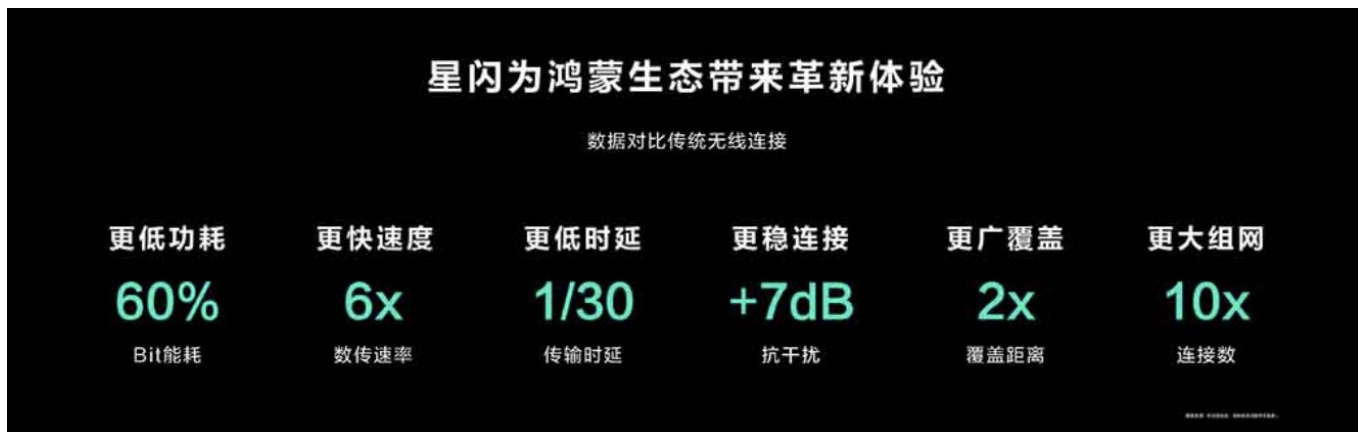 星闪为鸿蒙生态带来革新体验
数据对比传统无线连接
更低功耗 更快速度 更低时延 更稳连接 更广覆盖 更大组网
60% 6x 1/30 +7dB 2x 10x
Bit能耗 数传速率 传输时延 抗干扰 覆盖距离 连接数